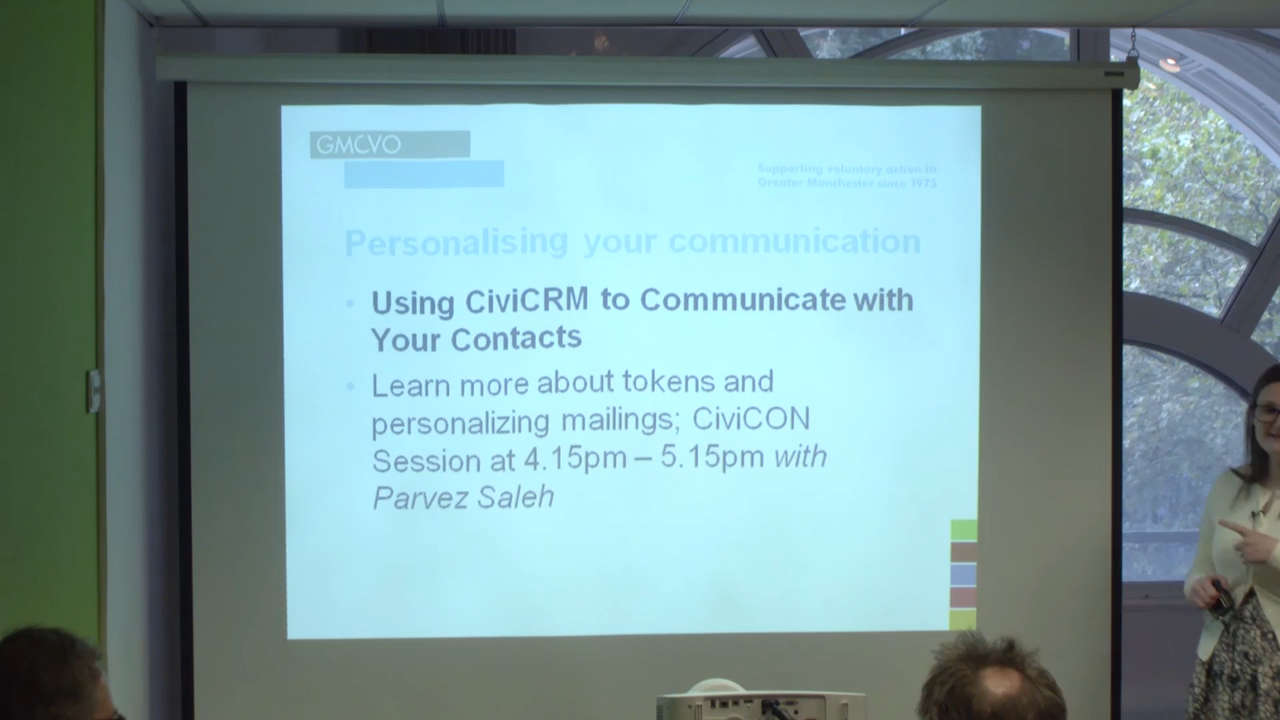 GMCVO
Supporting voluntary action in
Greater Manchester since 1975
Personalising your communication
• Using CiviCRM to Communicate with
Your Contacts
• Learn more about tokens and
personalizing mailings; CiviCON
Session at 4.15pm – 5.15pm with
Parvez Saleh